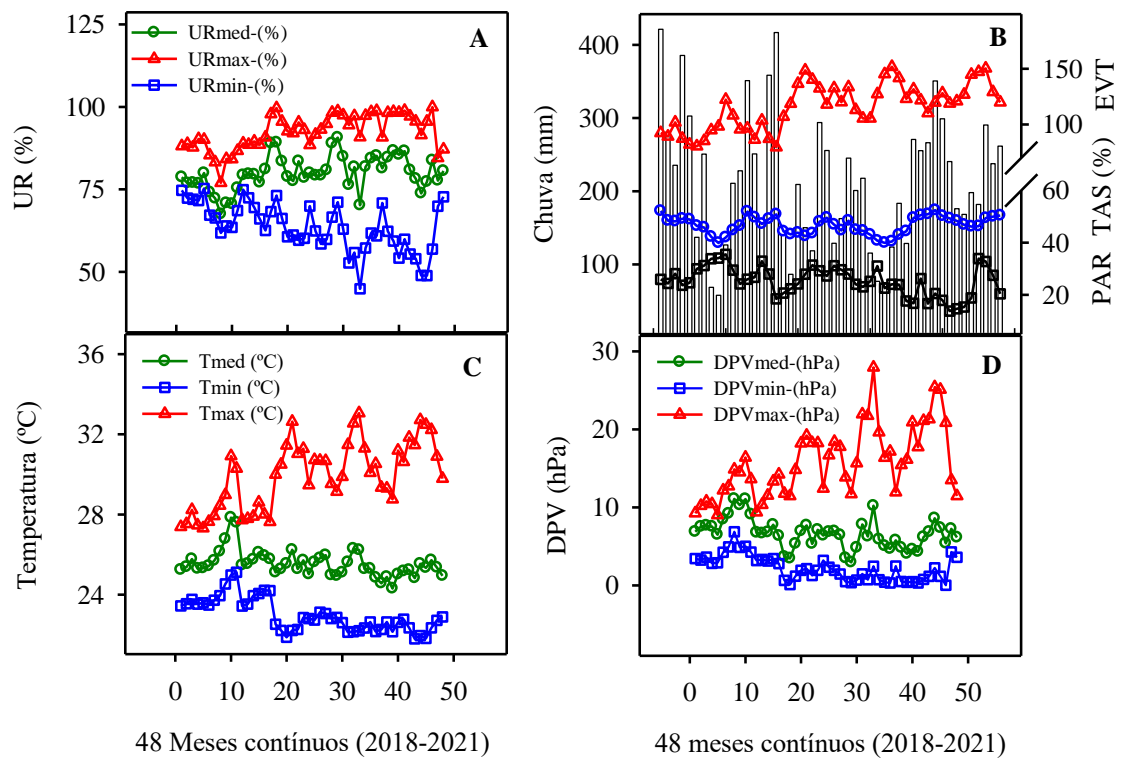 A
URmed-(%)
URmax-(%)
URmin-(%)
UR (%)
125
100
75
50
B
Chuva (mm)
400
300
200
100
150
100
60
40
20
PAR TAS (%) EVT
C
Tmed (ºC)
Tmin (ºC)
Tmax (ºC)
Temperatura (ºC)
36
32
28
24
0 10 20 30 40 50
48 Meses contínuos (2018-2021)
D
DPVmed-(hPa)
DPVmin-(hPa)
DPVmax-(hPa)
DPV (hPa)
30
20
10
0
0 10 20 30 40 50
48 meses contínuos (2018-2021)